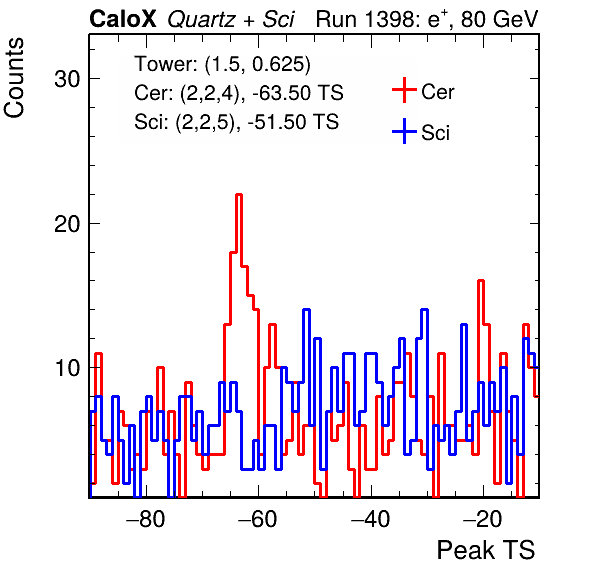 CaloX Quartz + Sci Run 1398: e+, 80 GeV
Counts
Tower: (1.5, 0.625)
Cer: (2,2,4), -63.50 TS
Sci: (2,2,5), -51.50 TS
Cer
Sci
30
20
10
−80 −60 −40 −20
Peak TS